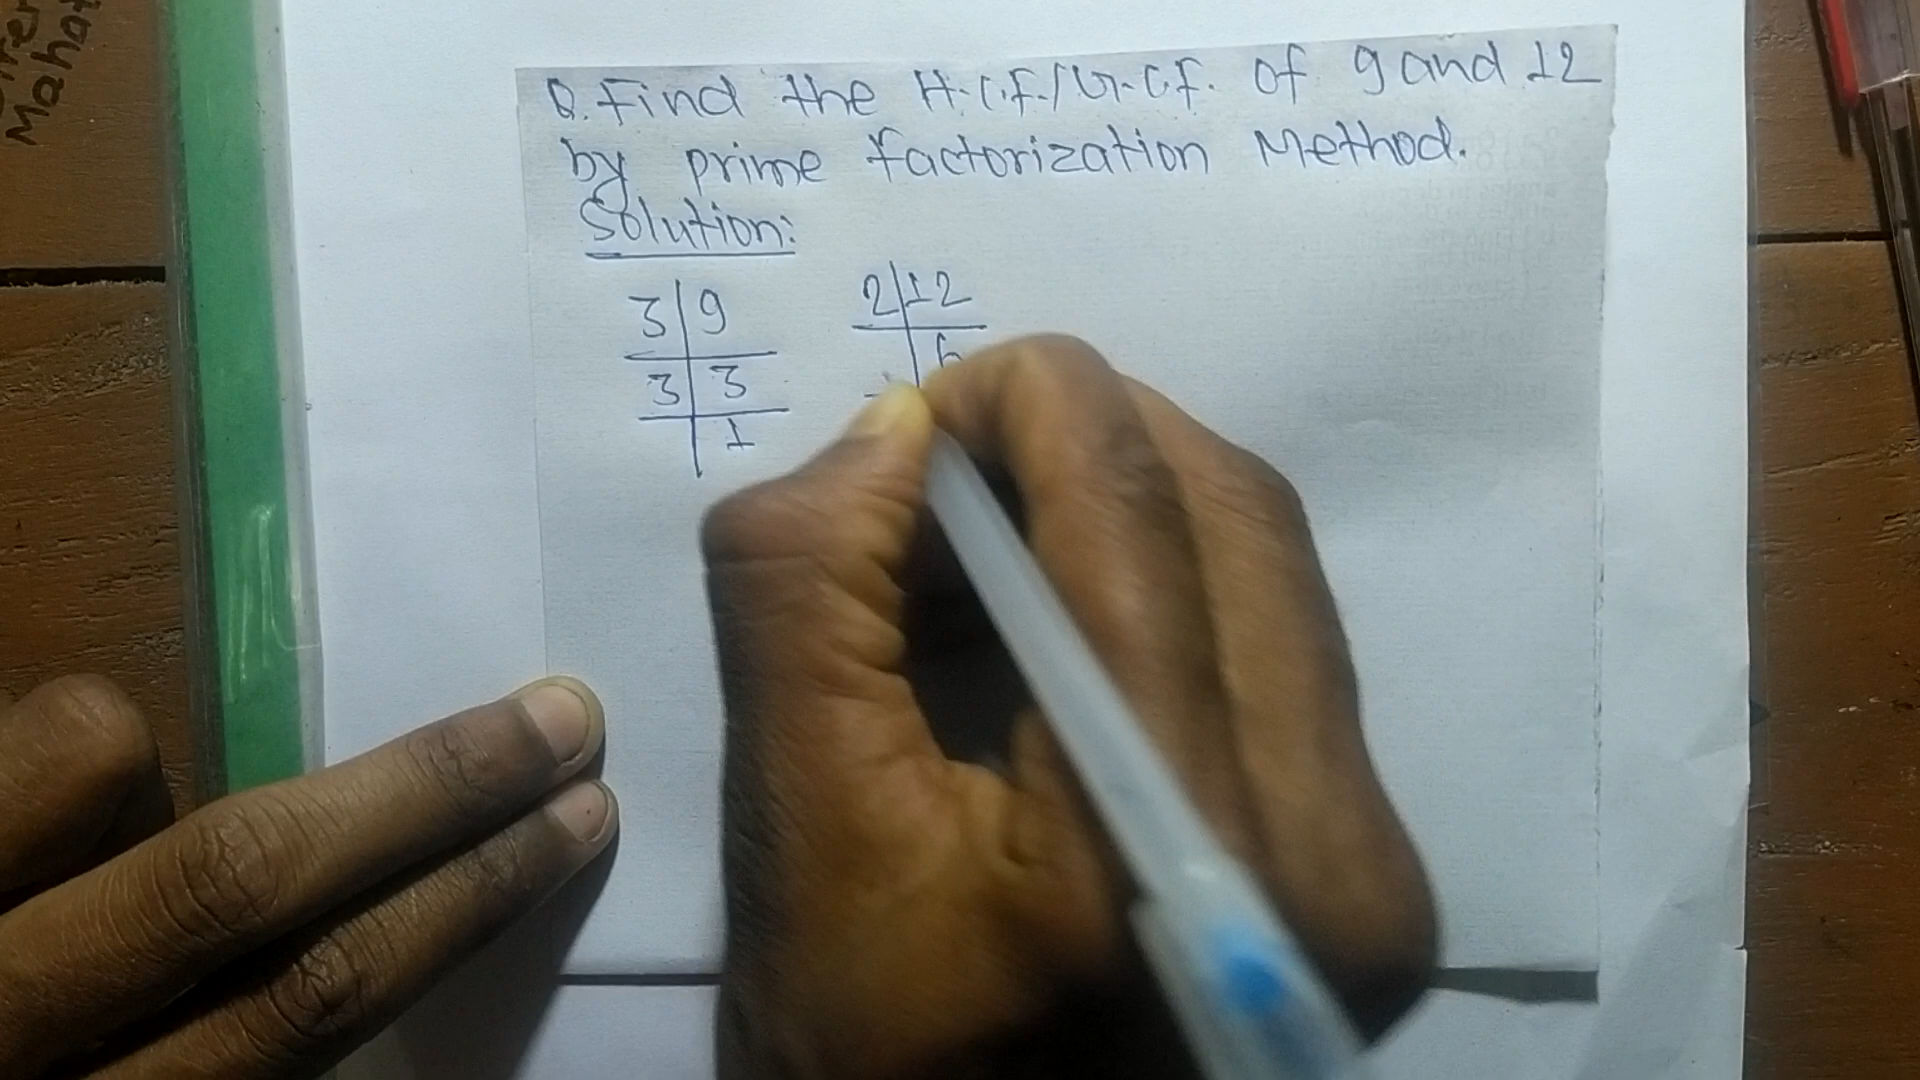 Q. Find the H.C.F./G.C.F. of 9 and 12
by prime factorization Method.
Solution:
3 9 2 12
3 3 6
1
Mahat